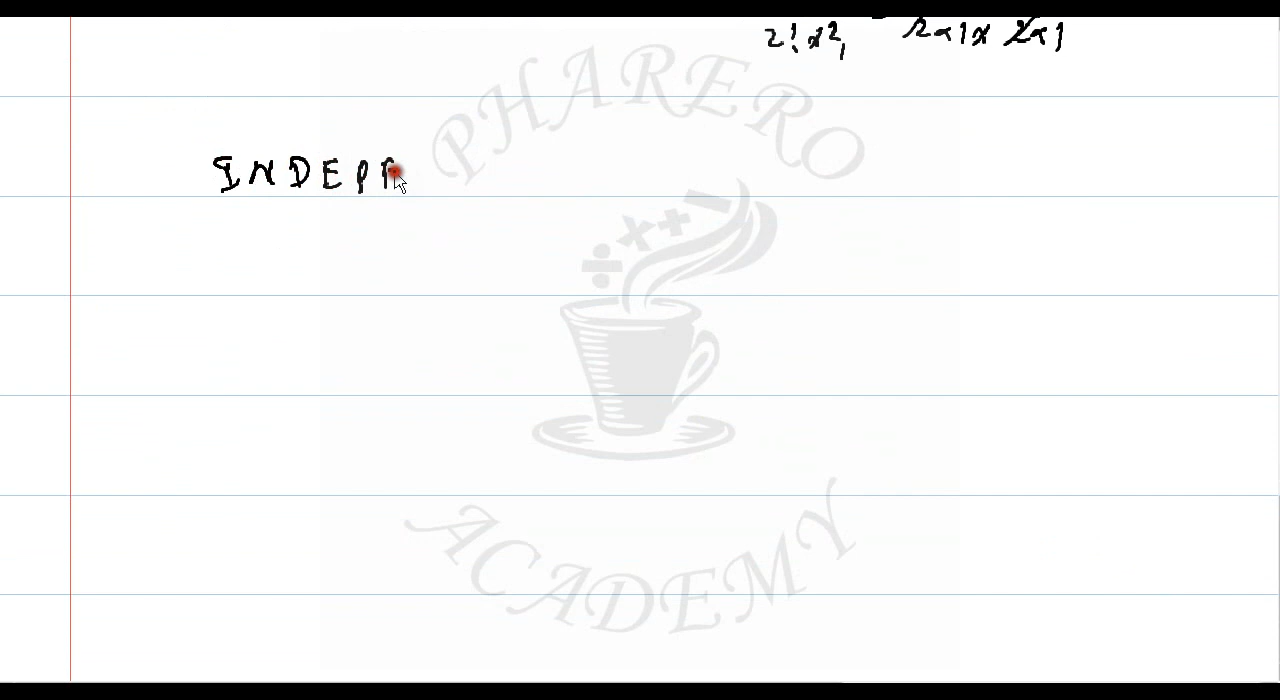 2! x 2! = 2 x 1 x 2 x 1
PHARERO
INDEP
ACADEMY